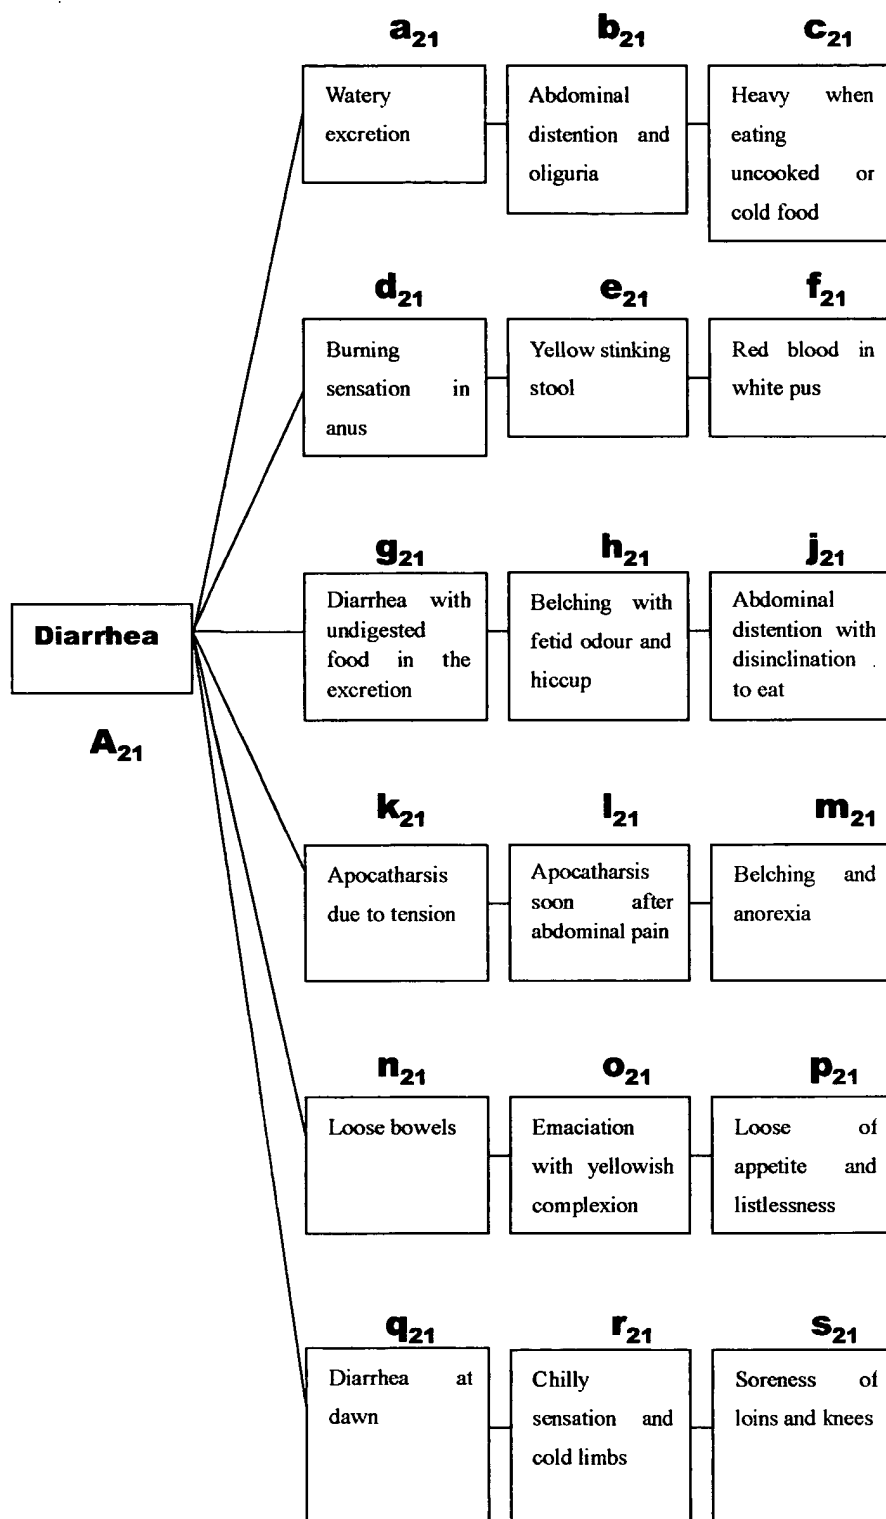 a21 b21 c21
Watery
excretion
Abdominal
distention and
oliguria
Heavy when
eating
uncooked or
cold food
d21 e21 f21
Burning
sensation in
anus
Yellow stinking
stool
Red blood in
white pus
g21 h21 j21
Diarrhea with
undigested
food in the
excretion
Belching with
fetid odour and
hiccup
Abdominal
distention with
disinclination
to eat
Diarrhea
A21
k21 l21 m21
Apocatharsis
due to tension
Apocatharsis
soon after
abdominal pain
Belching and
anorexia
n21 o21 p21
Loose bowels
Emaciation
with yellowish
complexion
Loose of
appetite and
listlessness
q21 r21 s21
Diarrhea at
dawn
Chilly
sensation and
cold limbs
Soreness of
loins and knees